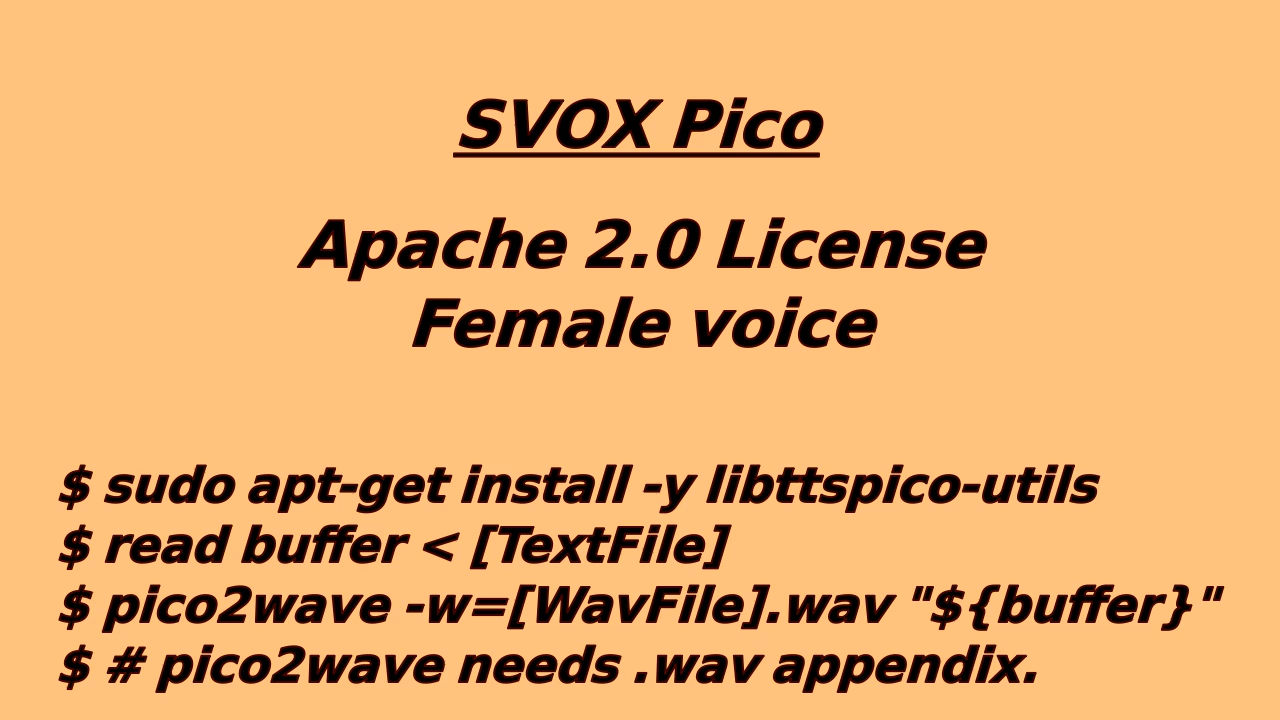 SVOX Pico
Apache 2.0 License
Female voice
$ sudo apt-get install -y libttspico-utils
$ read buffer < [TextFile]
$ pico2wave -w=[WavFile].wav "${buffer}"
$ # pico2wave needs .wav appendix.